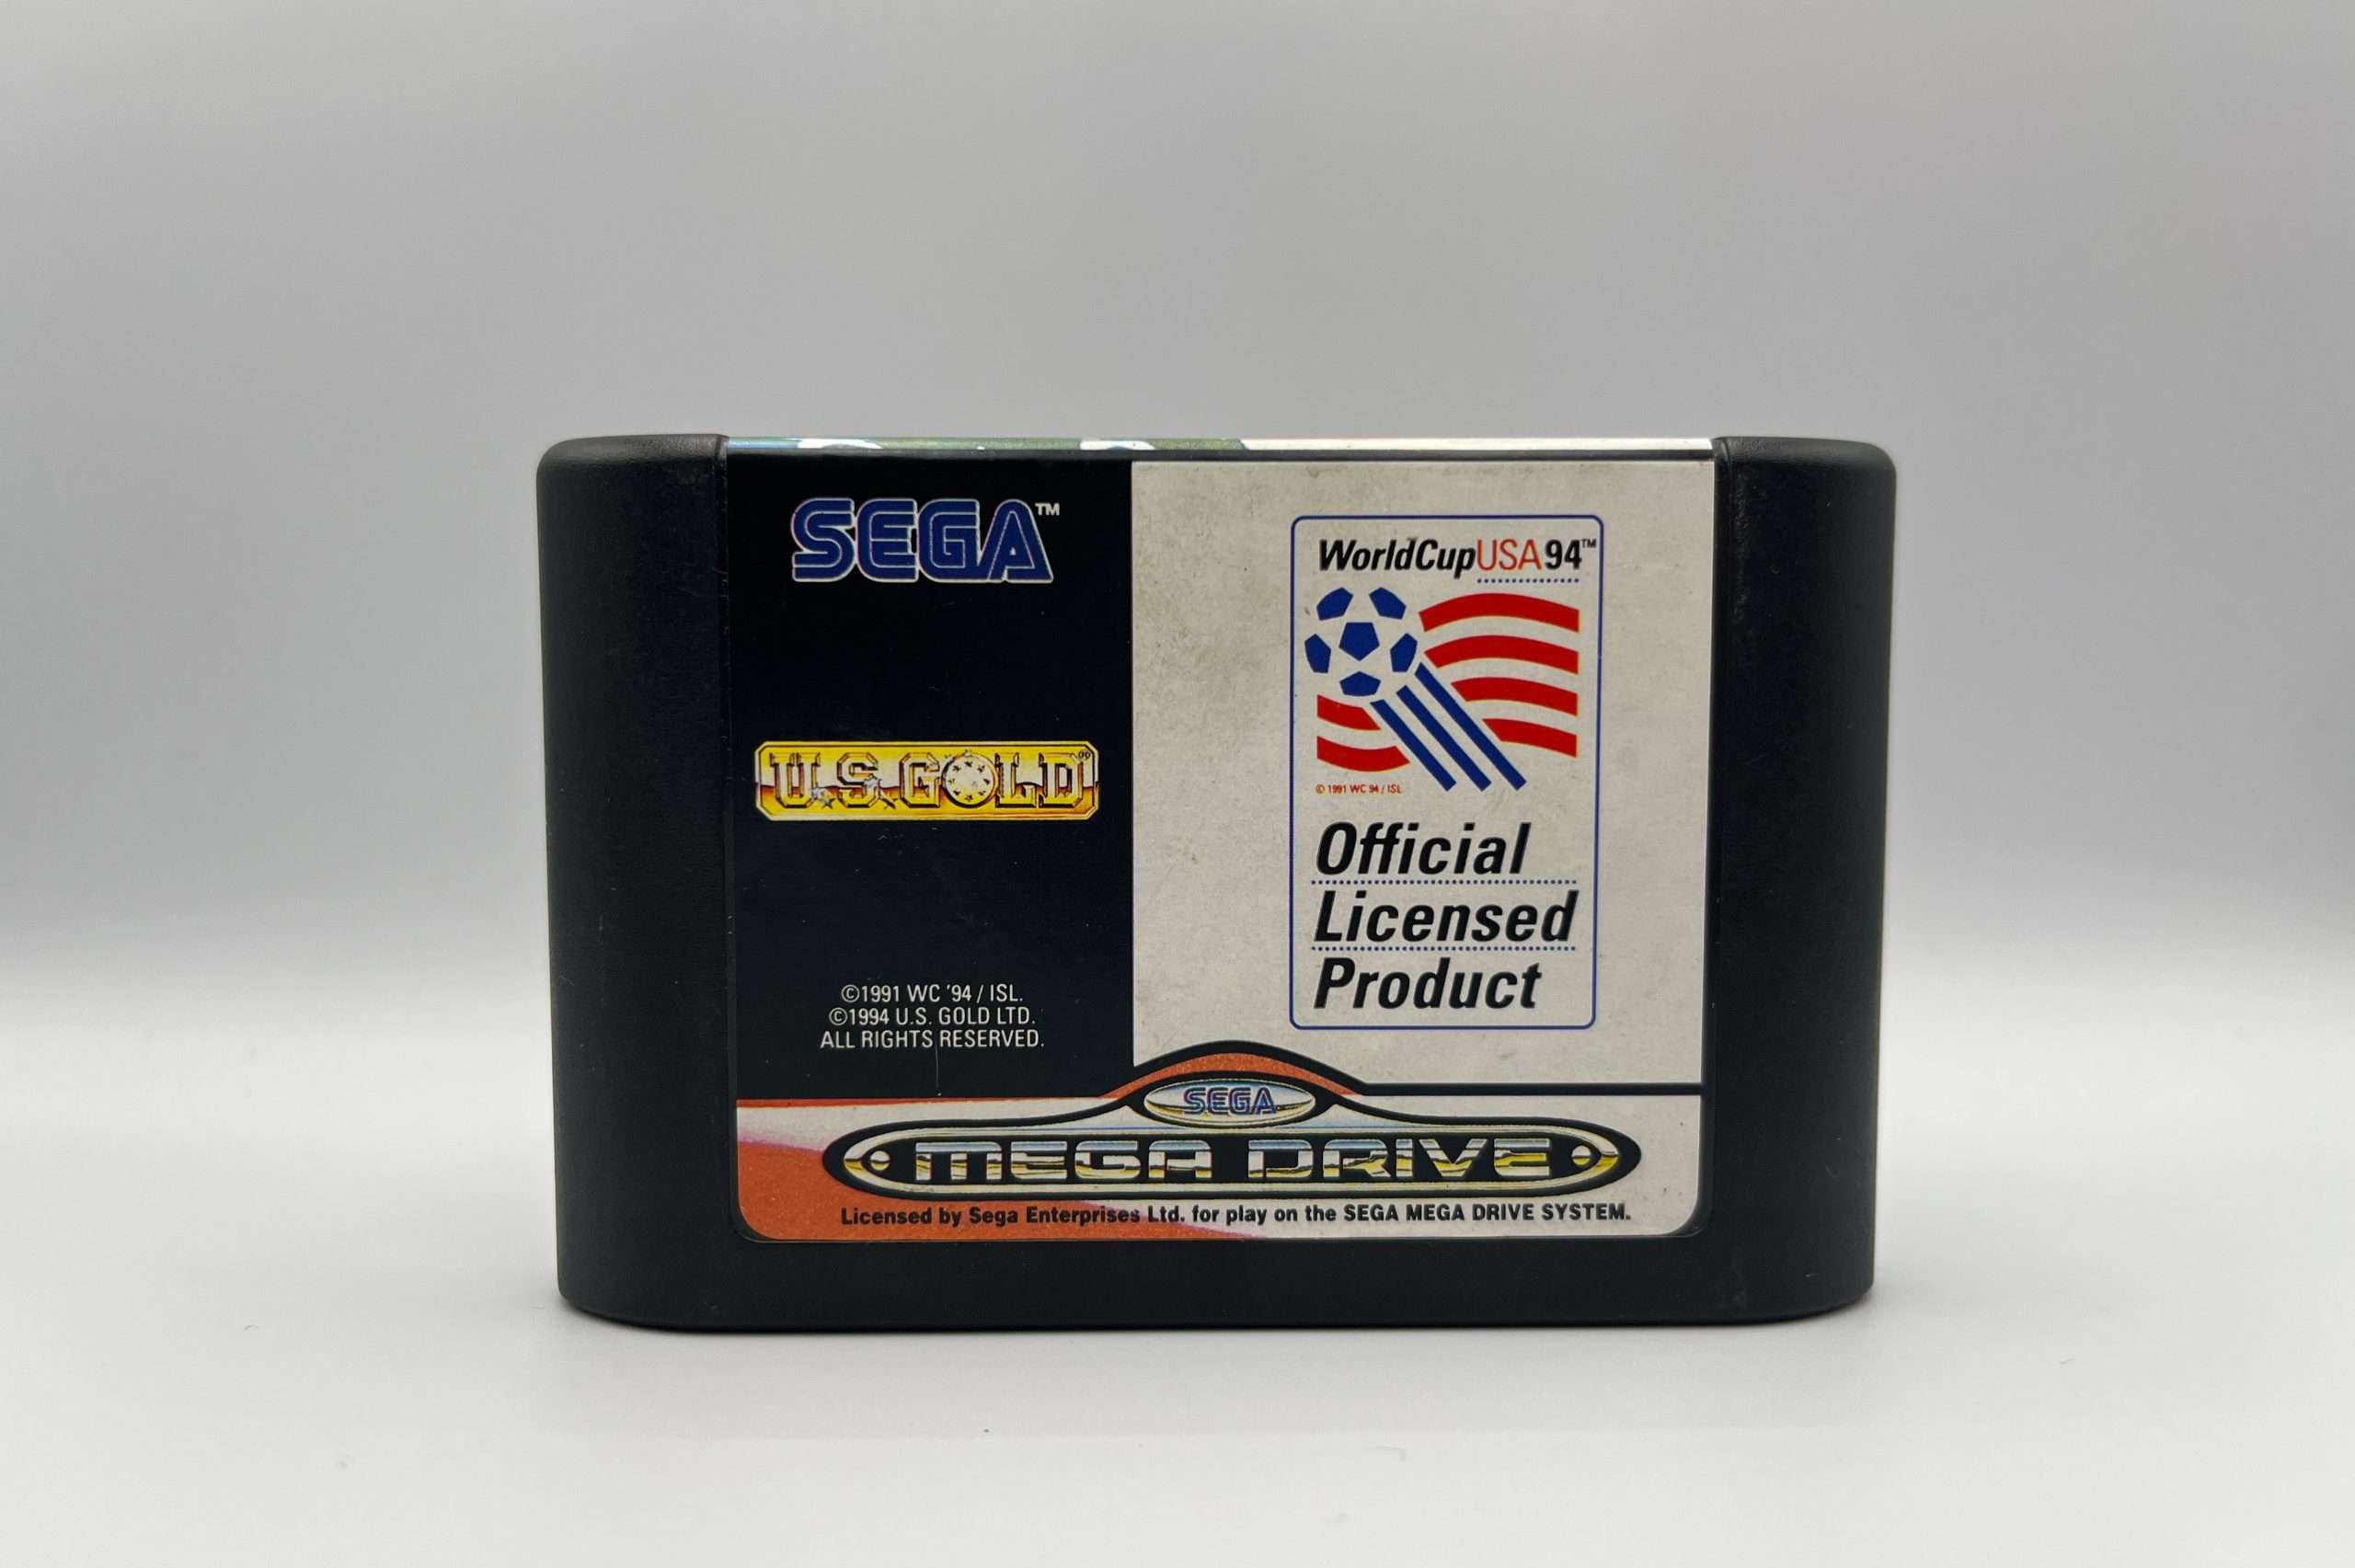 SEGA™
U.S. GOLD®
©1991 WC '94 / ISL.
©1994 U.S. GOLD LTD.
ALL RIGHTS RESERVED.
WorldCupUSA94™
© 1991 WC 94 / ISL
Official
Licensed
Product
SEGA
MEGA DRIVE
Licensed by Sega Enterprises Ltd. for play on the SEGA MEGA DRIVE SYSTEM.